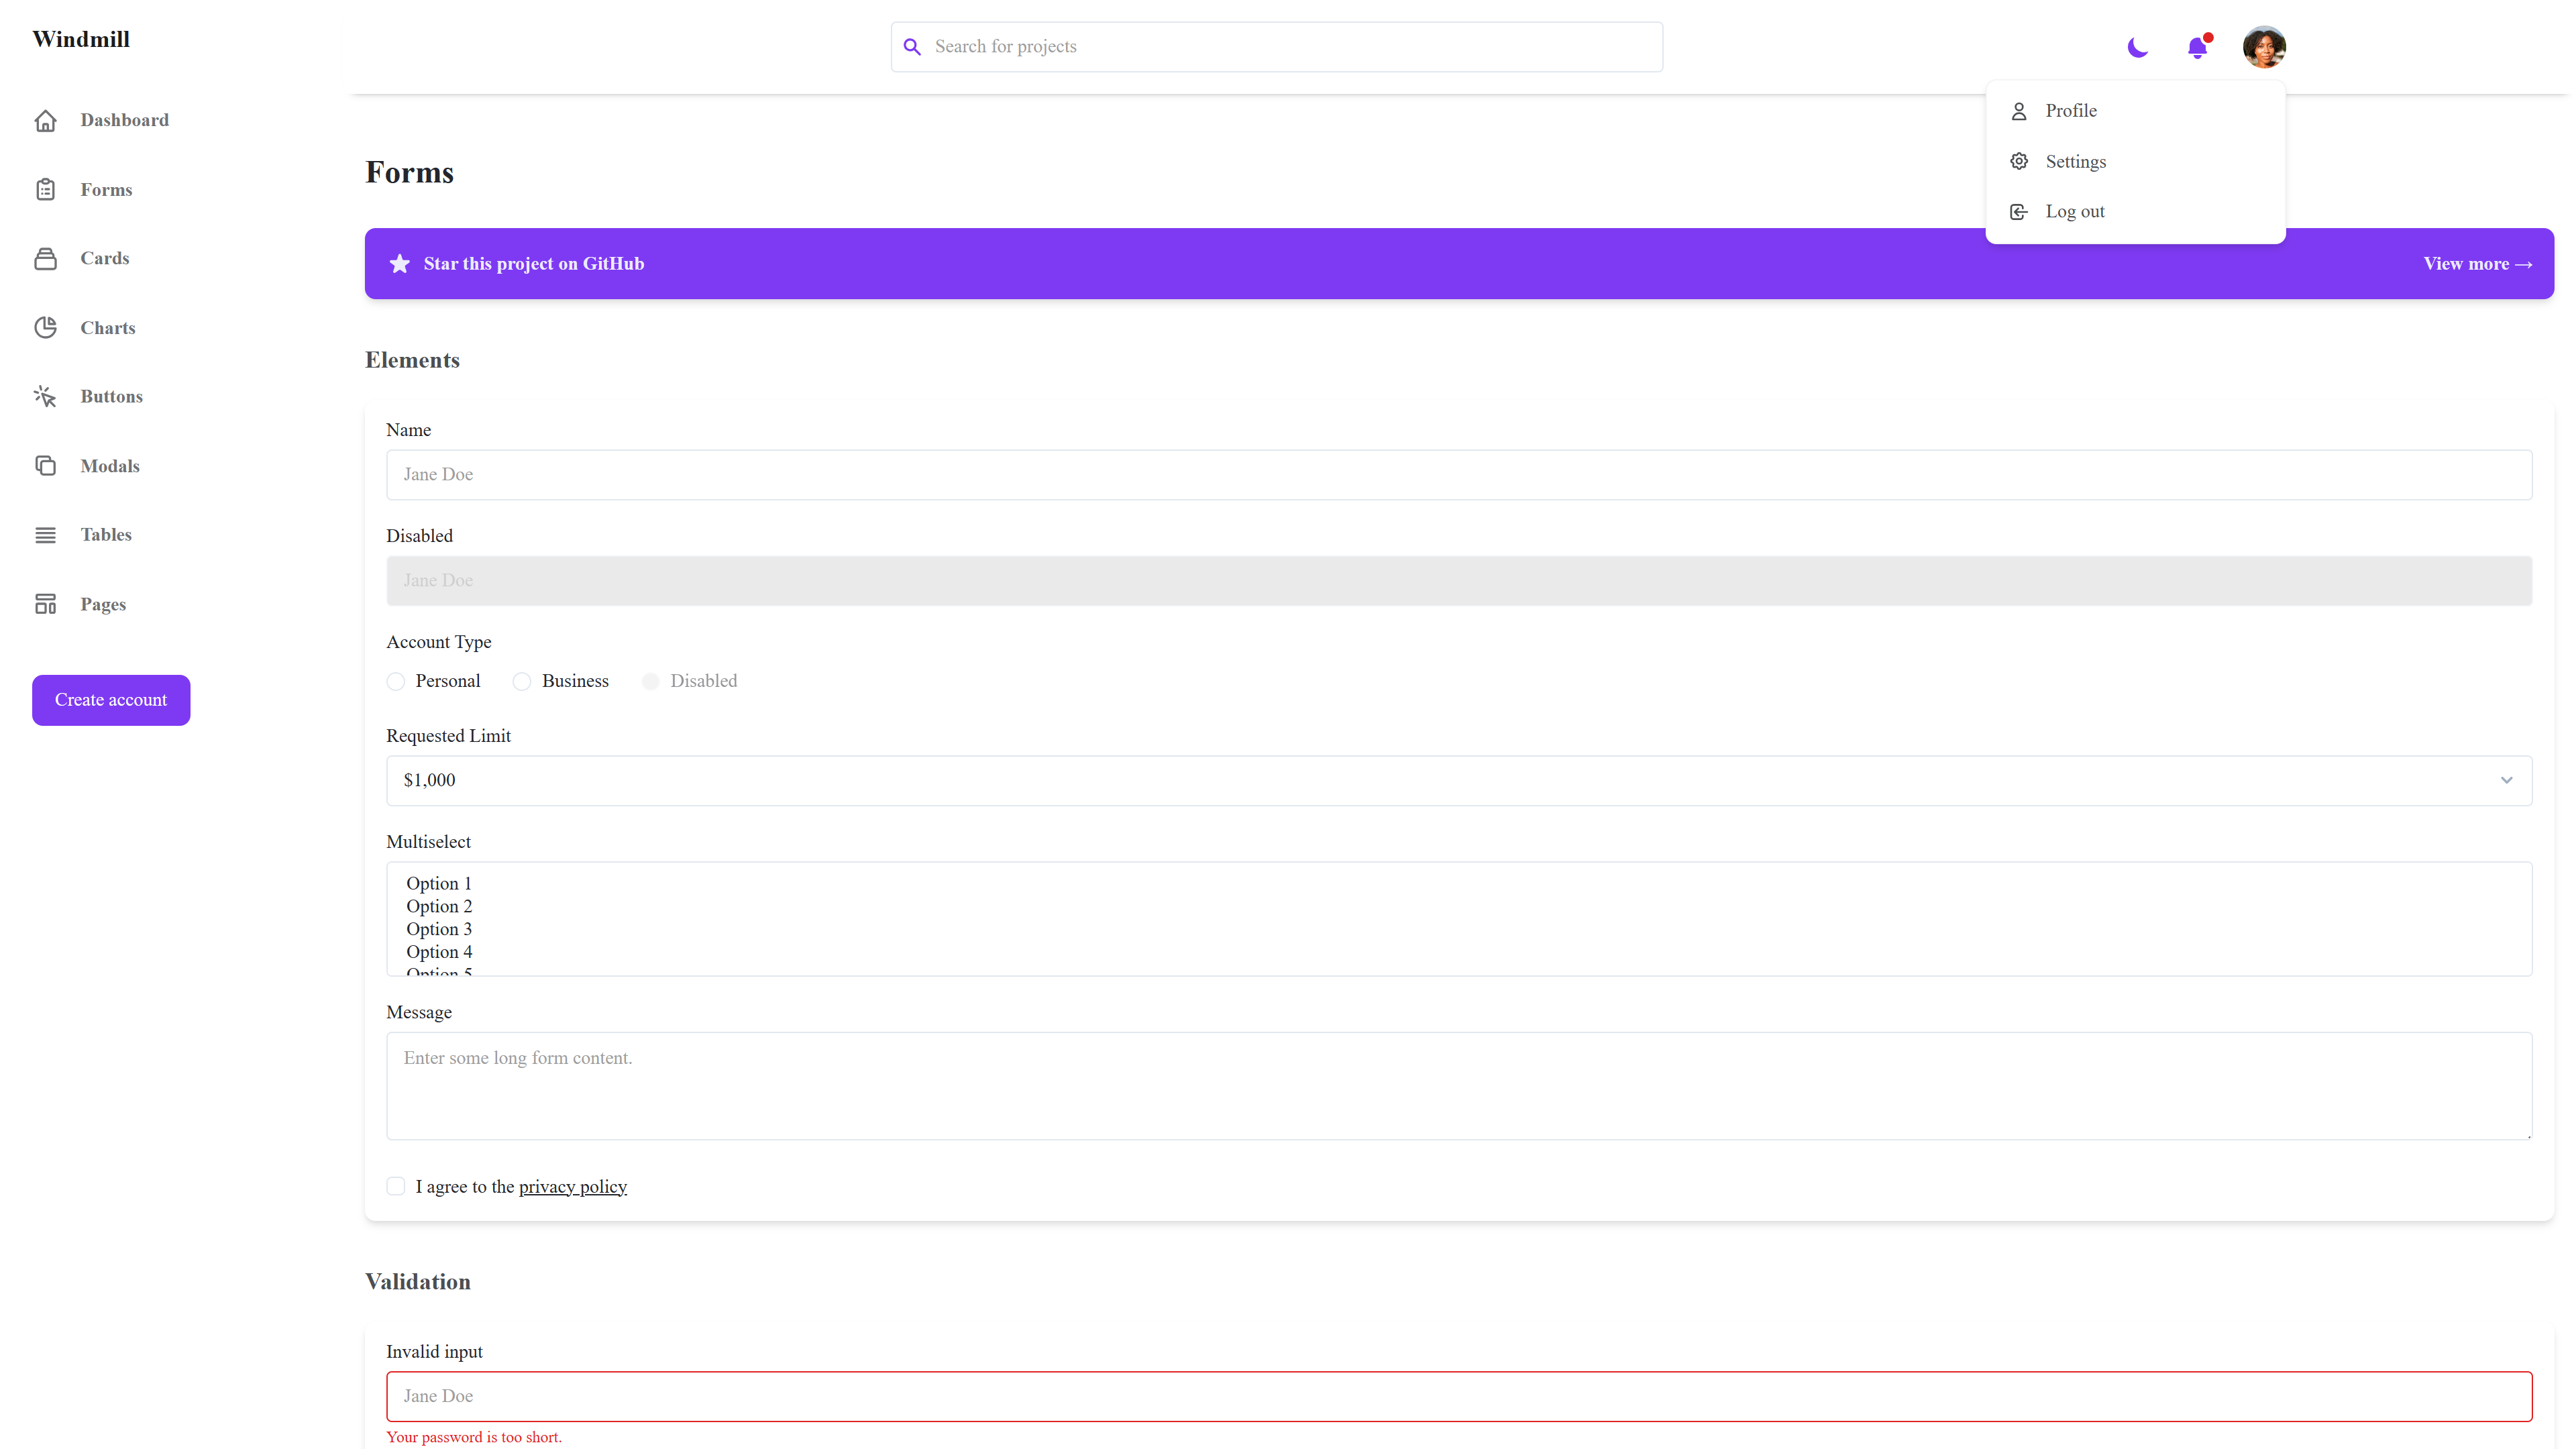 Windmill
Search for projects
Dashboard
Forms
Cards
Charts
Buttons
Modals
Tables
Pages
Create account
Profile
Settings
Log out
Forms
Star this project on GitHub
View more →
Elements
Name
Jane Doe
Disabled
Jane Doe
Account Type
Personal Business Disabled
Requested Limit
$1,000
Multiselect
Option 1
Option 2
Option 3
Option 4
Option 5
Message
Enter some long form content.
I agree to the privacy policy
Validation
Invalid input
Jane Doe
Your password is too short.